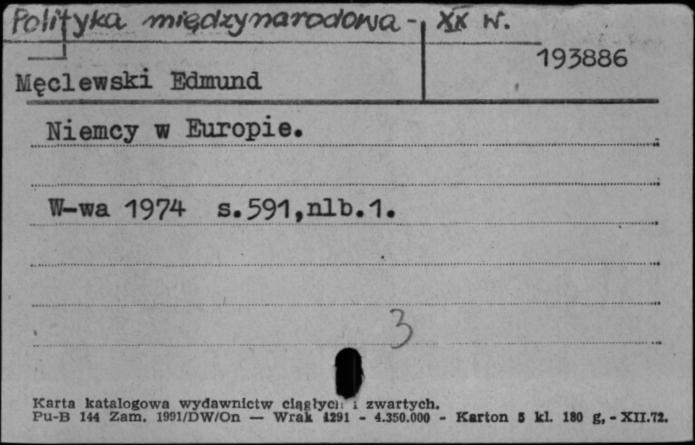 Polityka międzynarodowa - XX w.
193886
Męclewski Edmund
Niemcy w Europie.
W-wa 1974 s.591,nlb.1.
3
Karta katalogowa wydawnictw ciągłych i zwartych.
Pu-B 144 Zam. 1991/DW/On — Wrak 1291 - 4.350.000 - Karton 5 kl. 180 g, - XII.72.